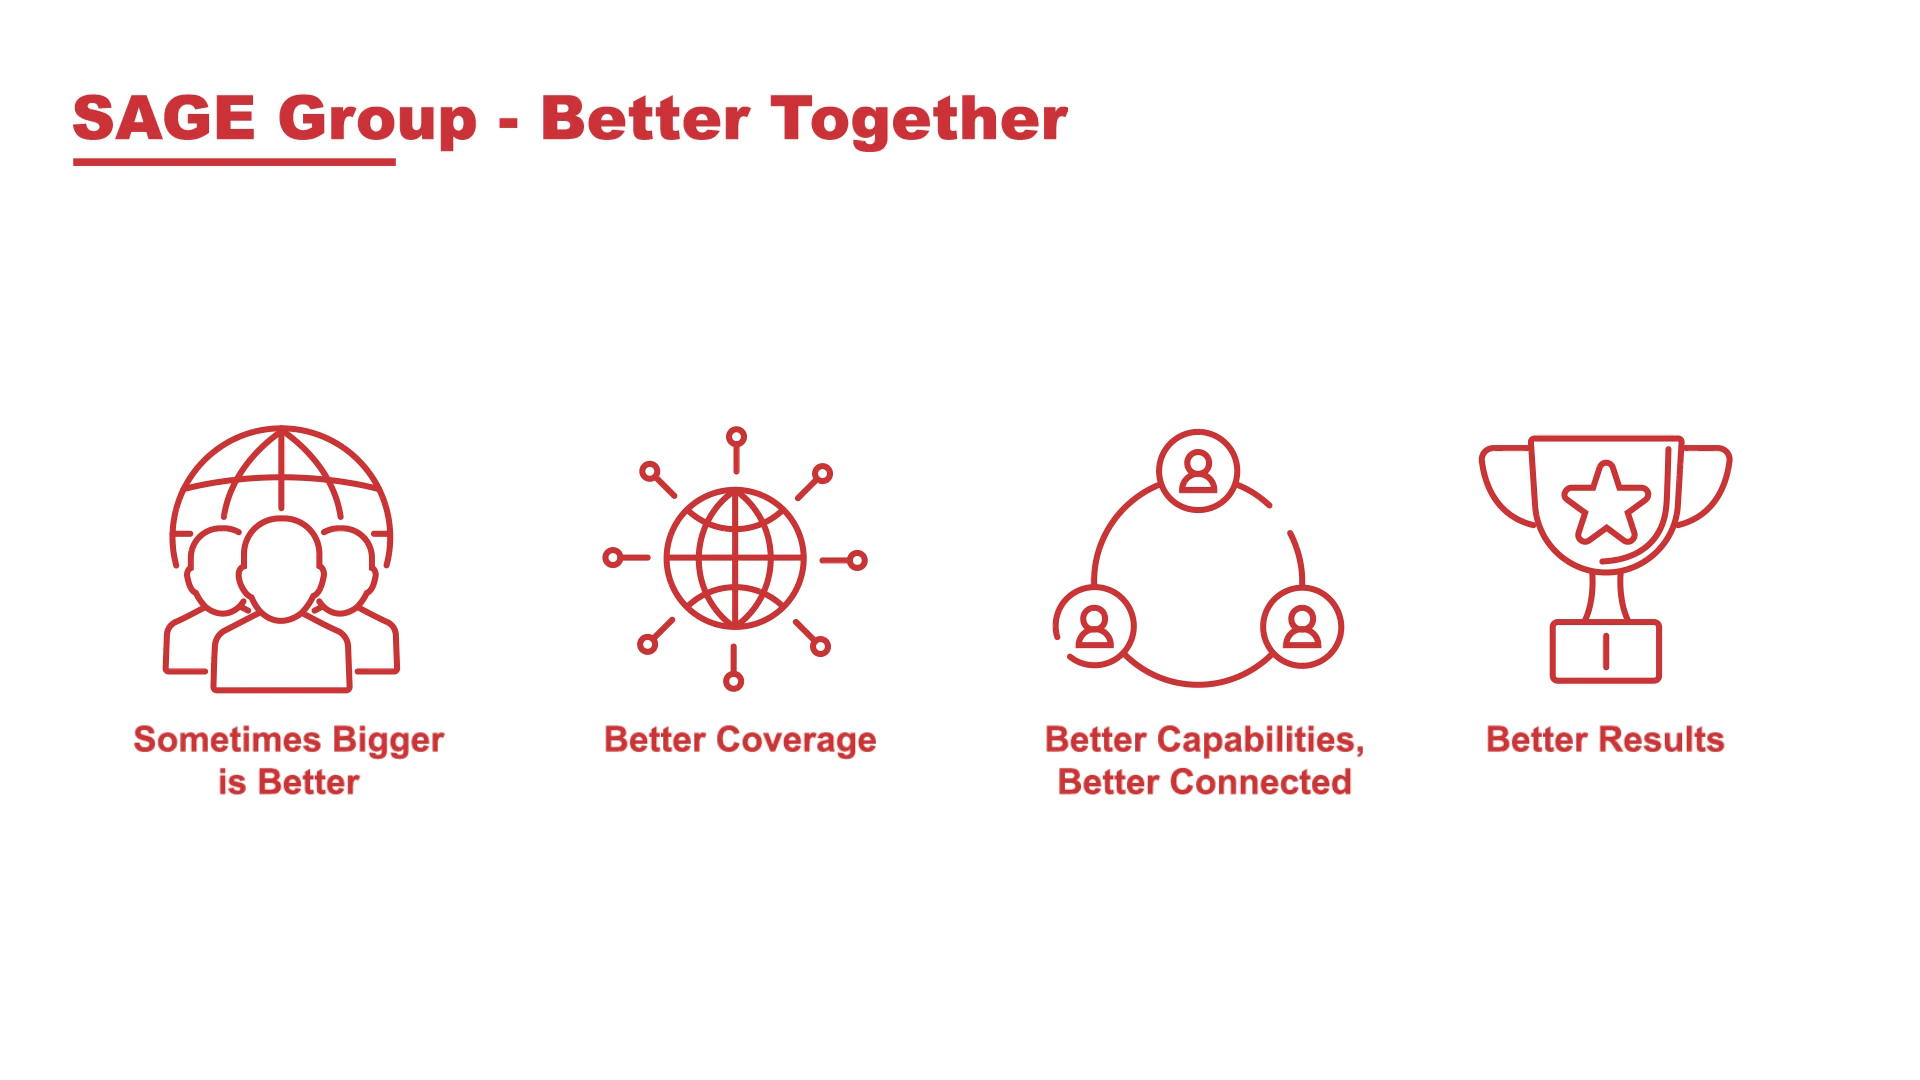 SAGE Group - Better Together
Sometimes Bigger
is Better
Better Coverage
Better Capabilities,
Better Connected
Better Results